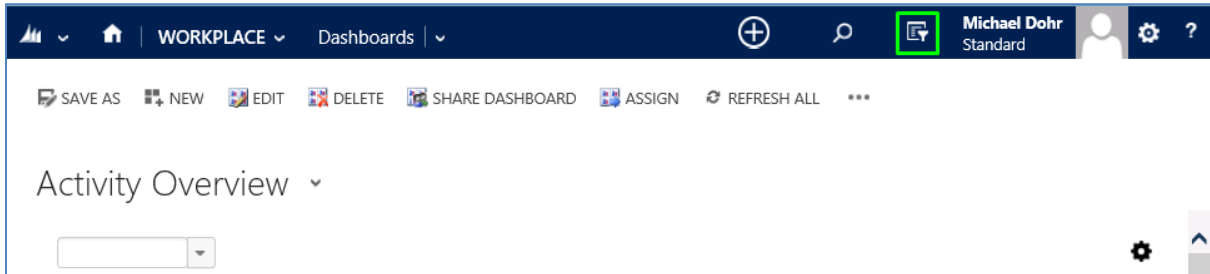 WORKPLACE Dashboards Michael Dohr
Standard ?
SAVE AS NEW EDIT DELETE SHARE DASHBOARD ASSIGN REFRESH ALL •••
Activity Overview